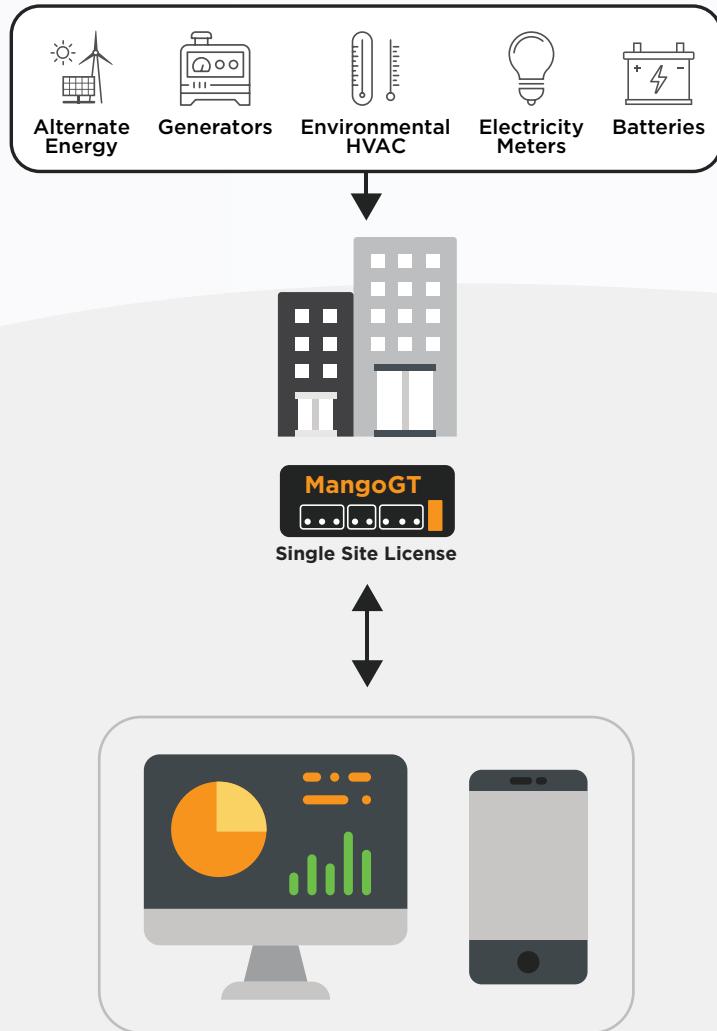 Alternate
Energy
Generators
Environmental
HVAC
Electricity
Meters
Batteries
MangoGT
Single Site License